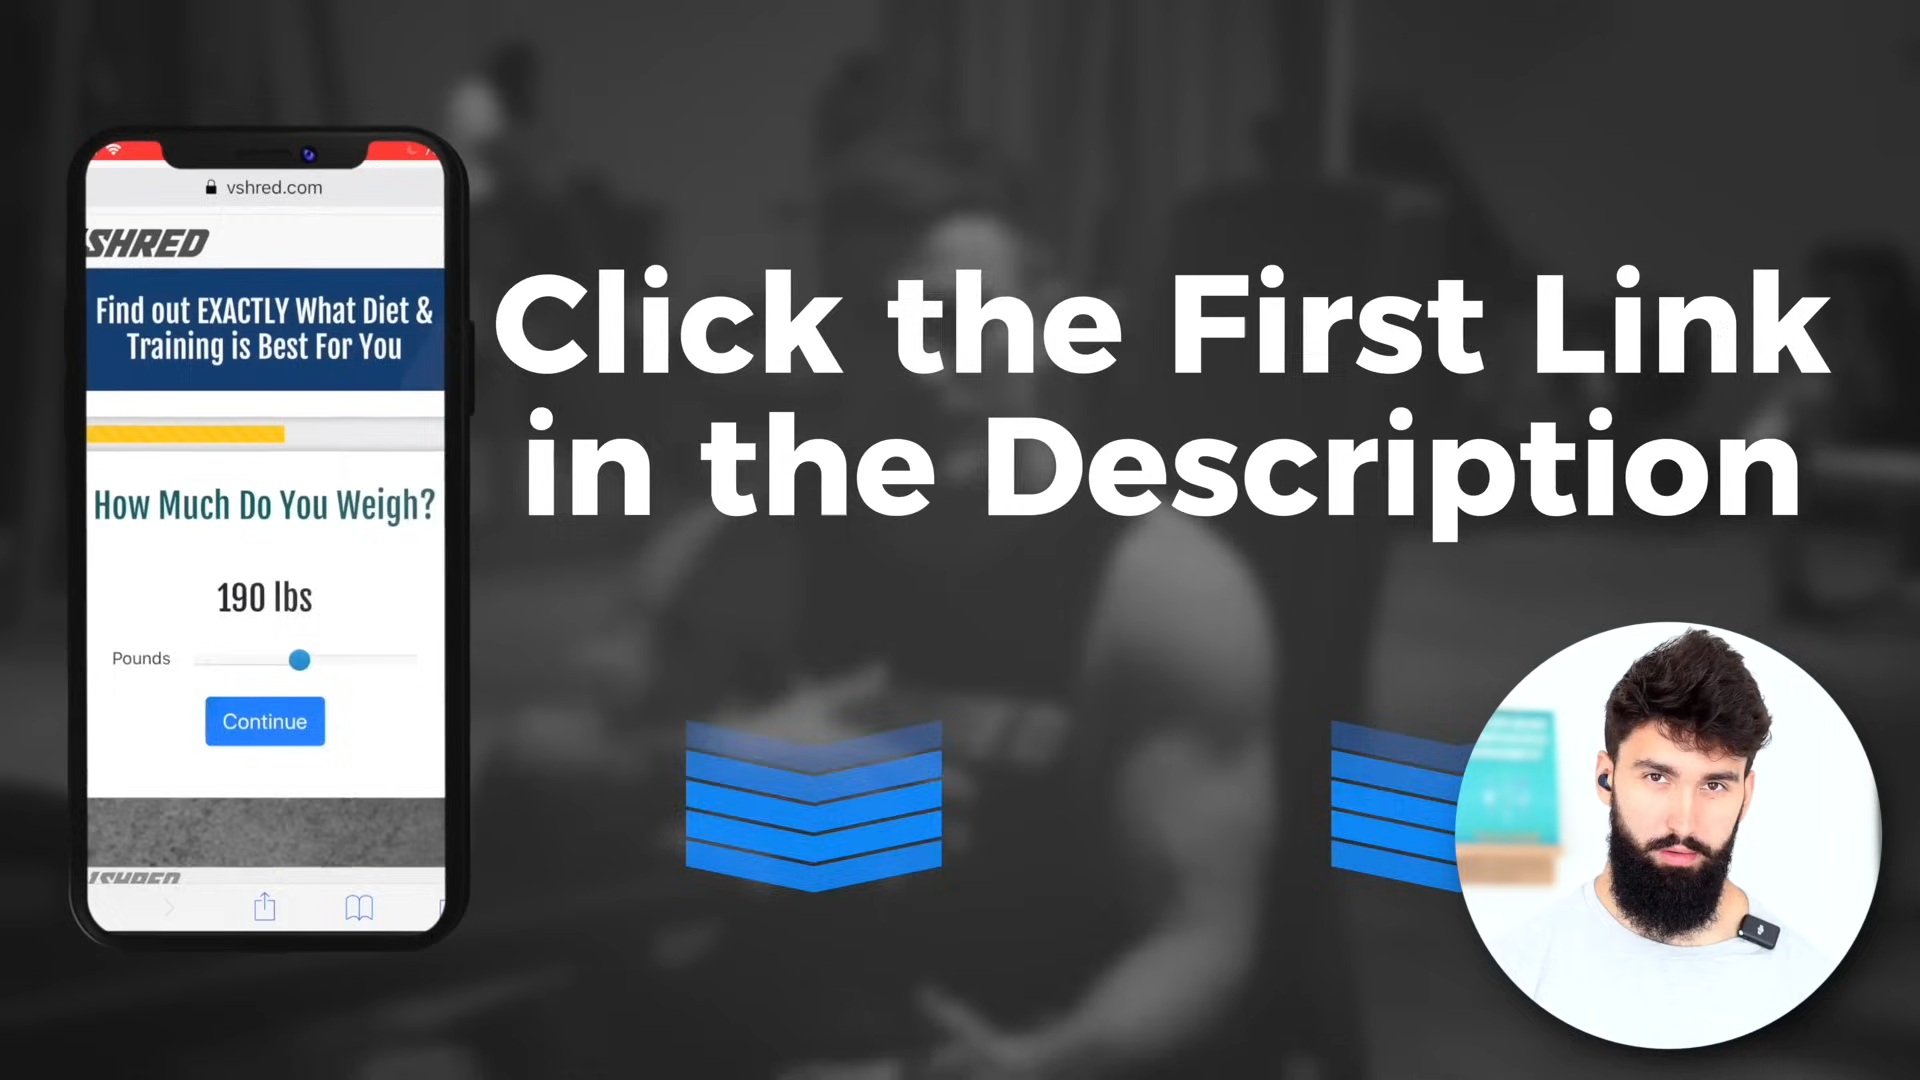 vshred.com
SHRED
Find out EXACTLY What Diet &
Training is Best For You
How Much Do You Weigh?
190 lbs
Pounds
Continue
Click the First Link
in the Description